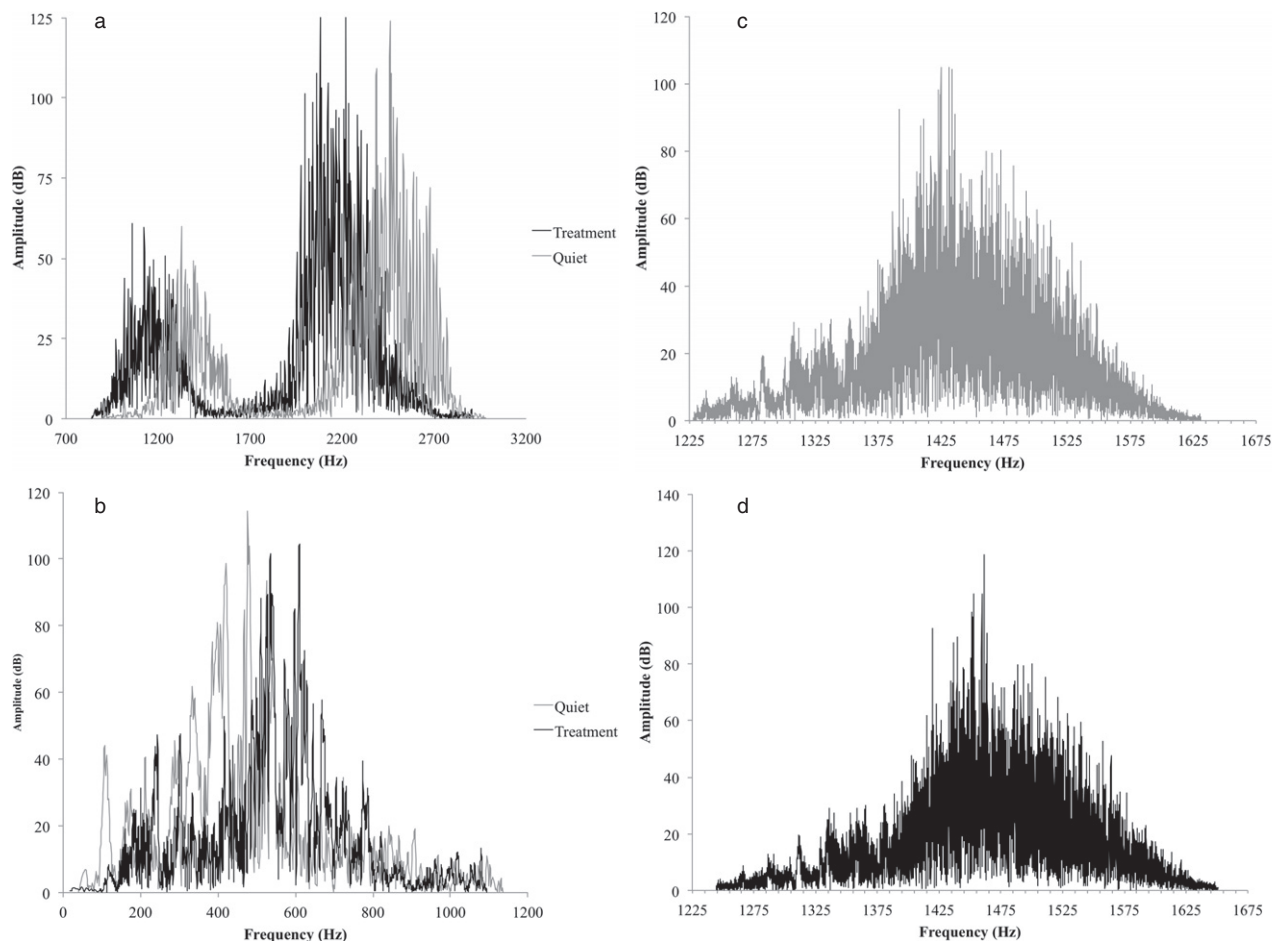 a
125
100
75
50
25
0
Amplitude (dB)
700 1200 1700 2200 2700 3200
Frequency (Hz)
Treatment
Quiet
c
120
100
80
60
40
20
0
Amplitude (dB)
1225 1275 1325 1375 1425 1475 1525 1575 1625 1675
Frequency (Hz)
b
120
100
80
60
40
20
0
Amplitude (dB)
0 200 400 600 800 1000 1200
Frequency (Hz)
Quiet
Treatment
d
140
120
100
80
60
40
20
0
Amplitude (dB)
1225 1275 1325 1375 1425 1475 1525 1575 1625 1675
Frequency (Hz)